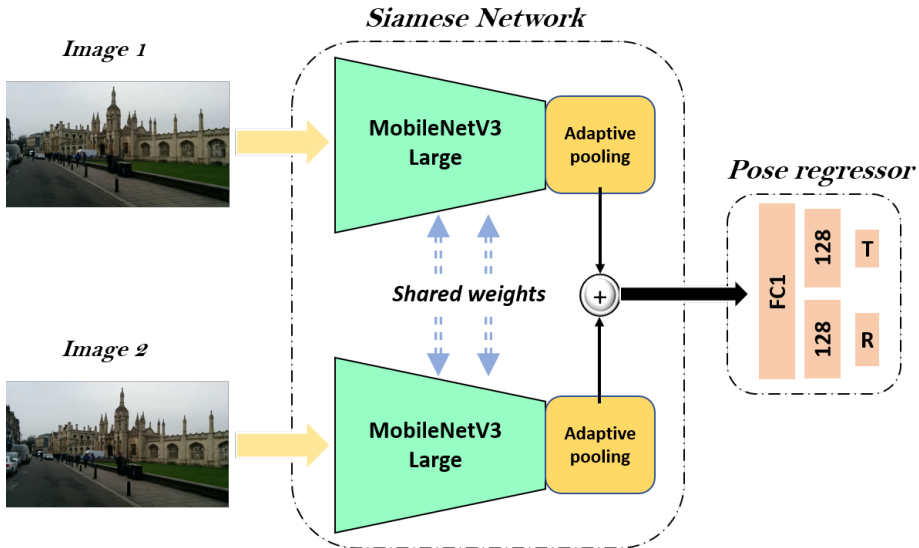 Siamese Network
Image 1
MobileNetV3
Large
Adaptive
pooling
Pose regressor
FC1
128
T
128
R
Shared weights
+
Image 2
MobileNetV3
Large
Adaptive
pooling